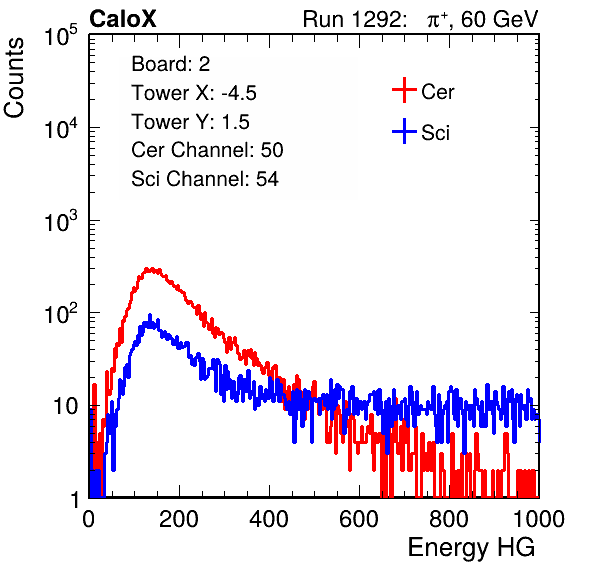 CaloX Run 1292: π⁺, 60 GeV
Counts
10⁵
10⁴
10³
10²
10
1
Board: 2
Tower X: -4.5
Tower Y: 1.5
Cer Channel: 50
Sci Channel: 54
Cer
Sci
0 200 400 600 800 1000
Energy HG